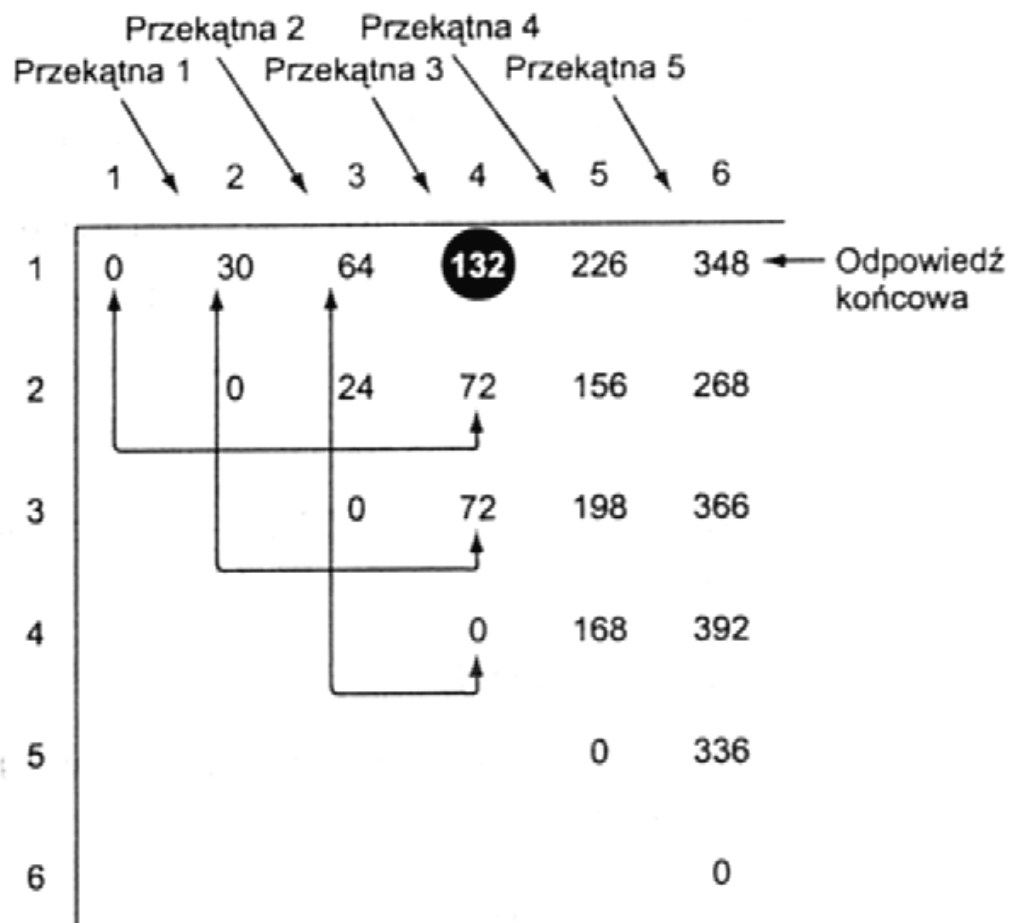 Przekątna 2 Przekątna 4
Przekątna 1 Przekątna 3 Przekątna 5
1 2 3 4 5 6
1 0 30 64 132 226 348 Odpowiedź
końcowa
2 0 24 72 156 268
3 0 72 198 366
4 0 168 392
5 0 336
6 0